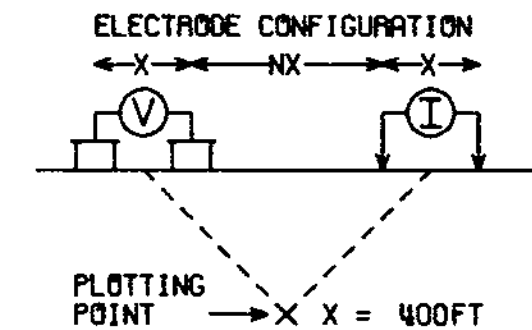 ELECTRODE CONFIGURATION
X NX X
V I
PLOTTING
POINT X X = 400FT